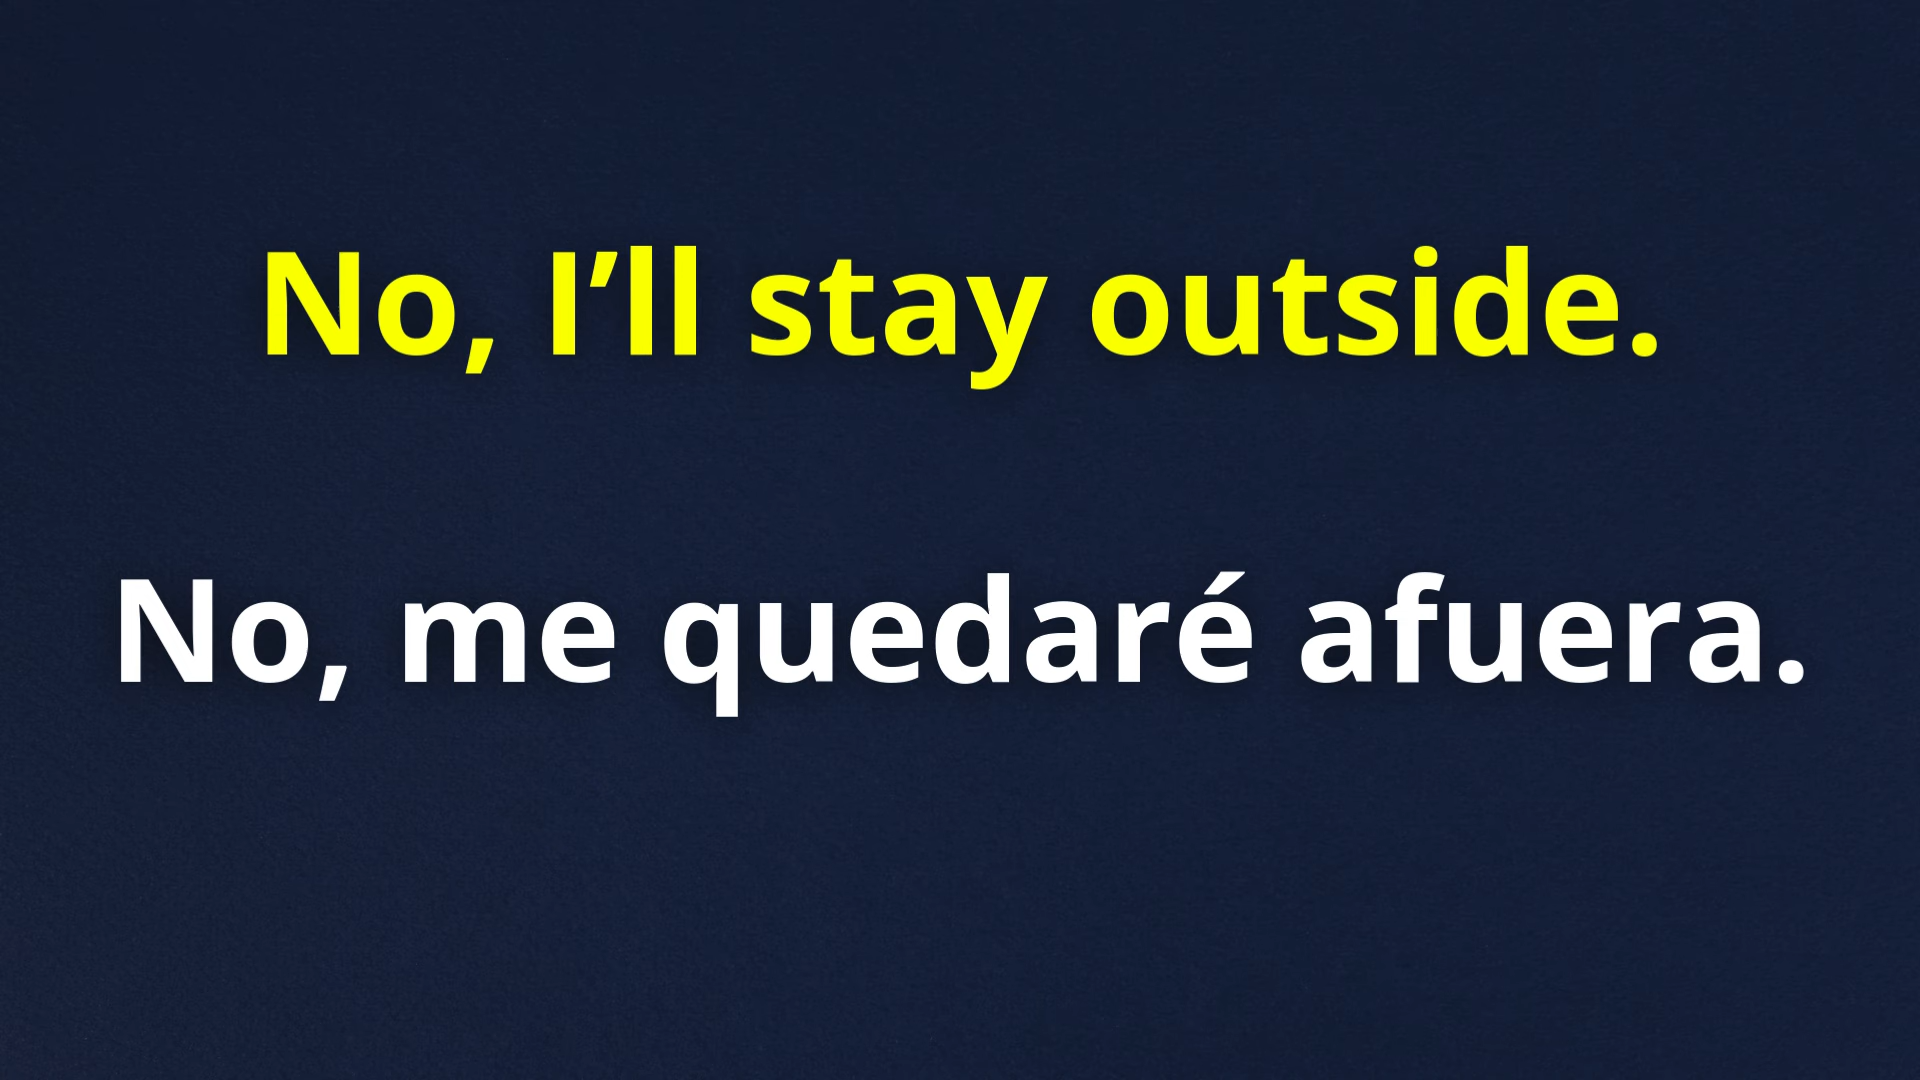 No, I’ll stay outside.
No, me quedaré afuera.